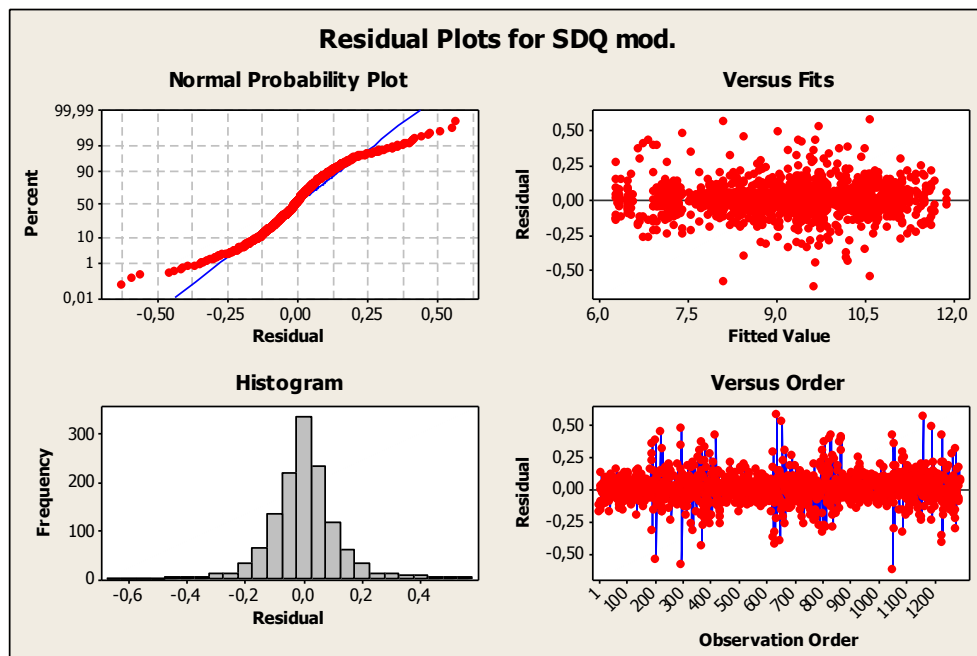 Residual Plots for SDQ mod.
Normal Probability Plot
Percent
99,99
99
90
50
10
1
0,01
-0,50 -0,25 0,00 0,25 0,50
Residual
Versus Fits
Residual
0,50
0,25
0,00
-0,25
-0,50
6,0 7,5 9,0 10,5 12,0
Fitted Value
Histogram
Frequency
300
200
100
0
-0,6 -0,4 -0,2 0,0 0,2 0,4
Residual
Versus Order
Residual
0,50
0,25
0,00
-0,25
-0,50
1 100 200 300 400 500 600 700 800 900 1000 1100 1200
Observation Order